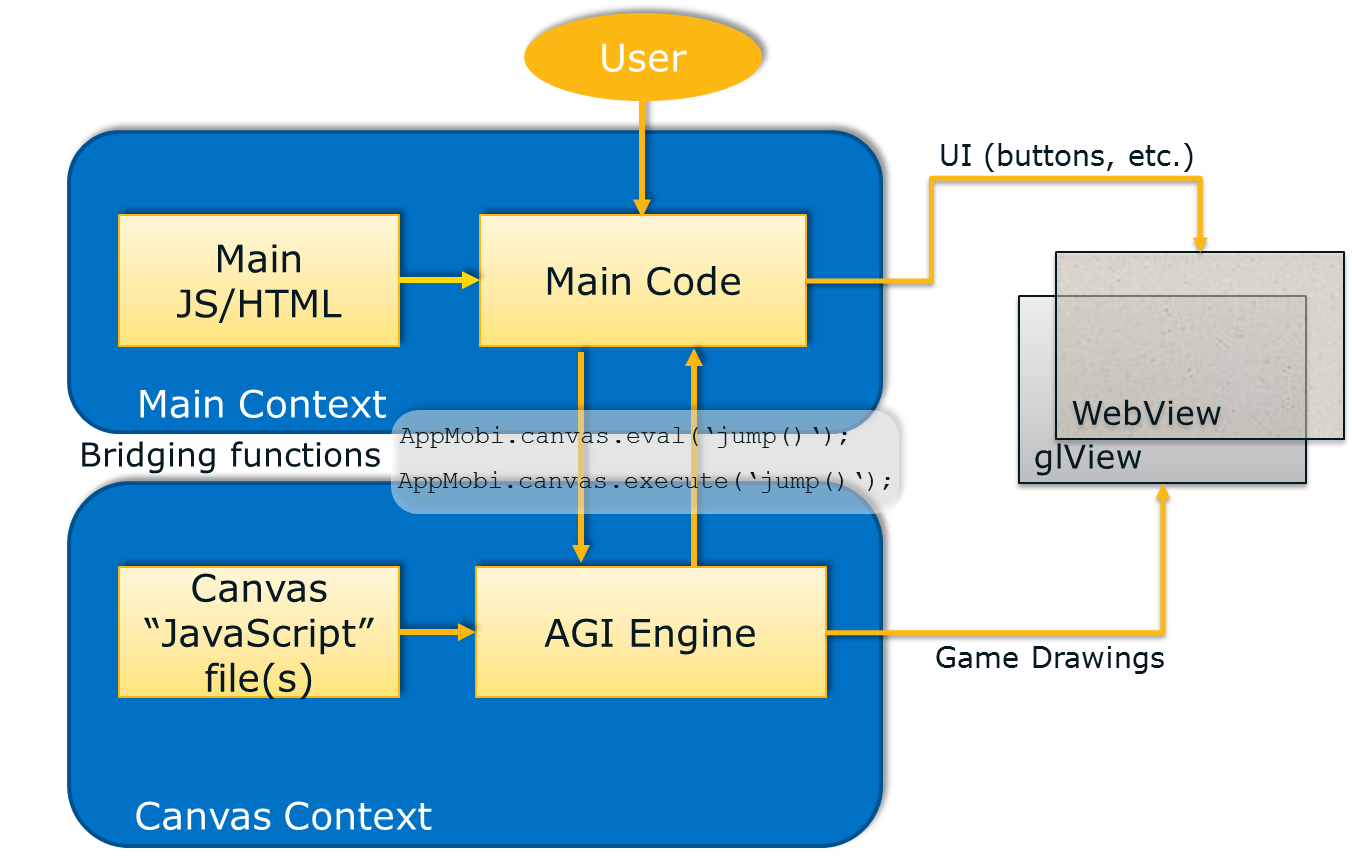 User
UI (buttons, etc.)
Main
JS/HTML
Main Code
Main Context
WebView
glView
Bridging functions
AppMobi.canvas.eval(‘jump()‘);
AppMobi.canvas.execute(‘jump()‘);
Canvas
“JavaScript”
file(s)
AGI Engine
Game Drawings
Canvas Context